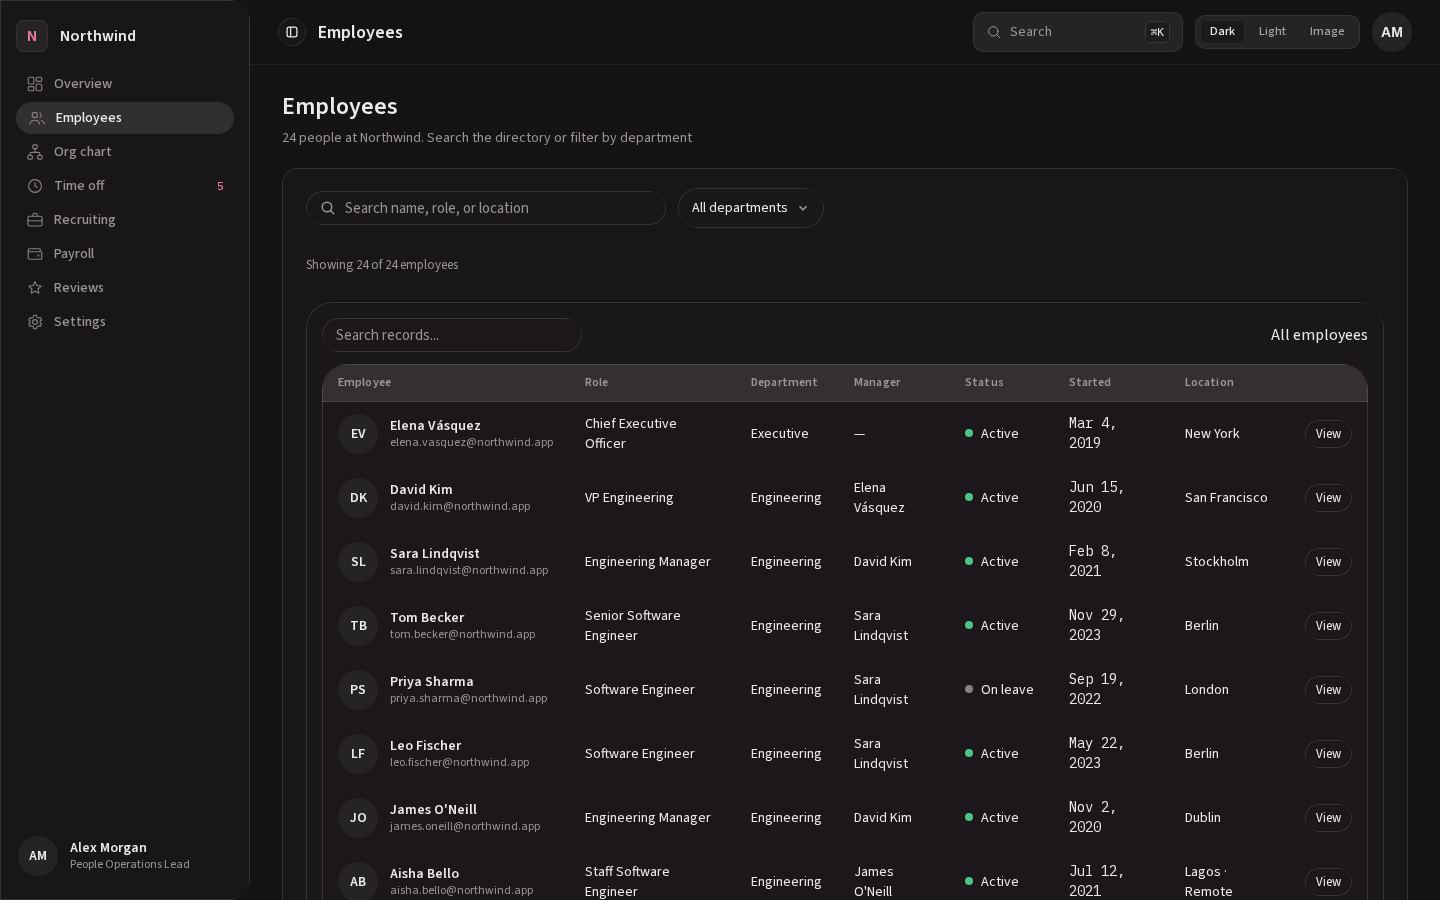 N Northwind
Overview
Employees
Org chart
Time off 5
Recruiting
Payroll
Reviews
Settings
AM Alex Morgan
People Operations Lead
Employees
Search ⌘K
Dark Light Image
AM
Employees
24 people at Northwind. Search the directory or filter by department
Search name, role, or location
All departments
Showing 24 of 24 employees
Search records...
All employees
Employee Role Department Manager Status Started Location
EV Elena Vásquez
elena.vasquez@northwind.app
Chief Executive
Officer
Executive
—
Active
Mar 4,
2019
New York
View
DK David Kim
david.kim@northwind.app
VP Engineering
Engineering
Elena
Vásquez
Active
Jun 15,
2020
San Francisco
View
SL Sara Lindqvist
sara.lindqvist@northwind.app
Engineering Manager
Engineering
David Kim
Active
Feb 8,
2021
Stockholm
View
TB Tom Becker
tom.becker@northwind.app
Senior Software
Engineer
Engineering
Sara
Lindqvist
Active
Nov 29,
2023
Berlin
View
PS Priya Sharma
priya.sharma@northwind.app
Software Engineer
Engineering
Sara
Lindqvist
On leave
Sep 19,
2022
London
View
LF Leo Fischer
leo.fischer@northwind.app
Software Engineer
Engineering
Sara
Lindqvist
Active
May 22,
2023
Berlin
View
JO James O'Neill
james.oneill@northwind.app
Engineering Manager
Engineering
David Kim
Active
Nov 2,
2020
Dublin
View
AB Aisha Bello
aisha.bello@northwind.app
Staff Software
Engineer
Engineering
James
O'Neill
Active
Jul 12,
2021
Lagos ·
Remote
View